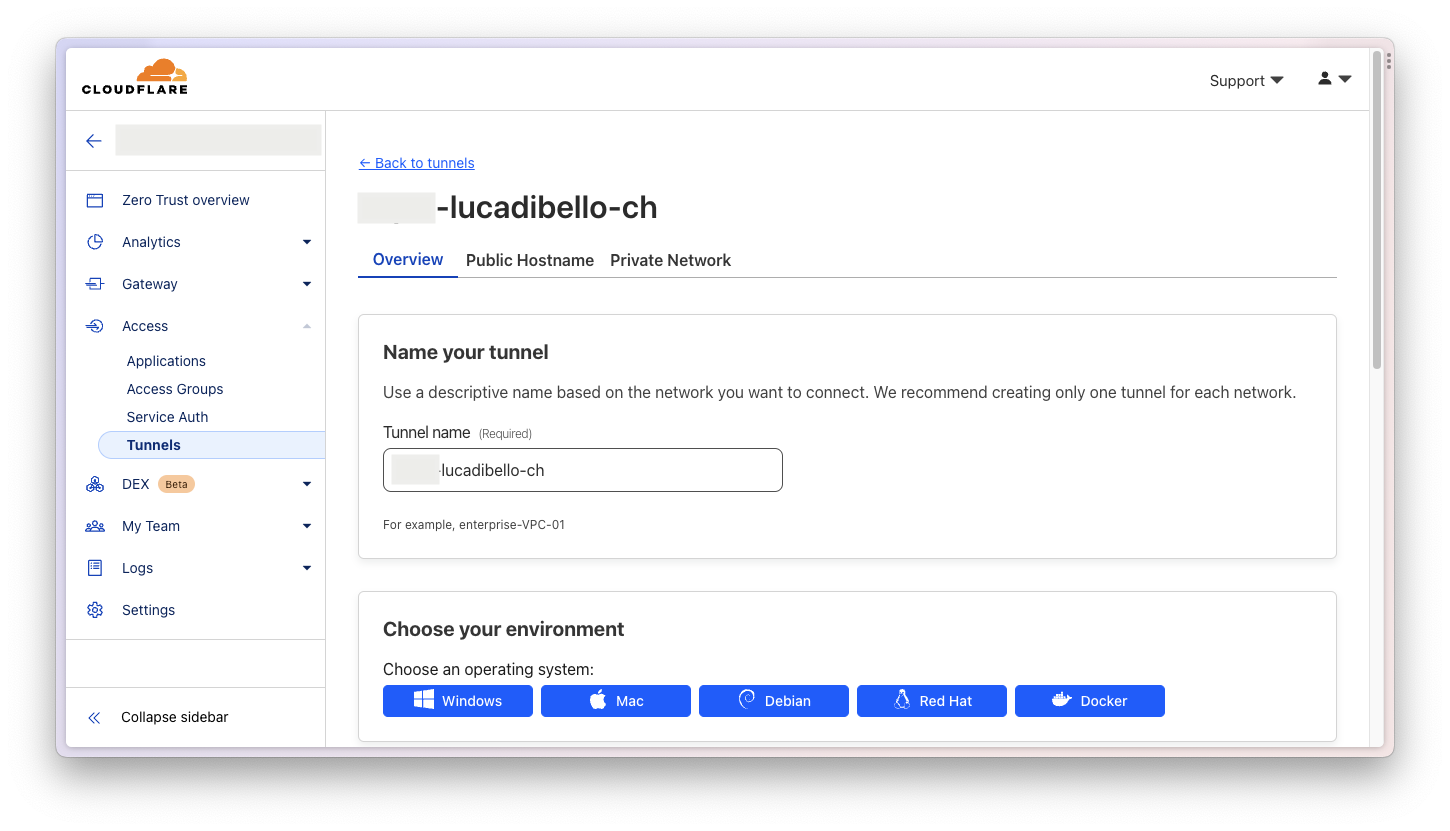 CLOUDFLARE
Support
Zero Trust overview
Analytics
Gateway
Access
Applications
Access Groups
Service Auth
Tunnels
DEX Beta
My Team
Logs
Settings
Collapse sidebar
← Back to tunnels
-lucadibello-ch
Overview Public Hostname Private Network
Name your tunnel
Use a descriptive name based on the network you want to connect. We recommend creating only one tunnel for each network.
Tunnel name (Required)
-lucadibello-ch
For example, enterprise-VPC-01
Choose your environment
Choose an operating system:
Windows Mac Debian Red Hat Docker